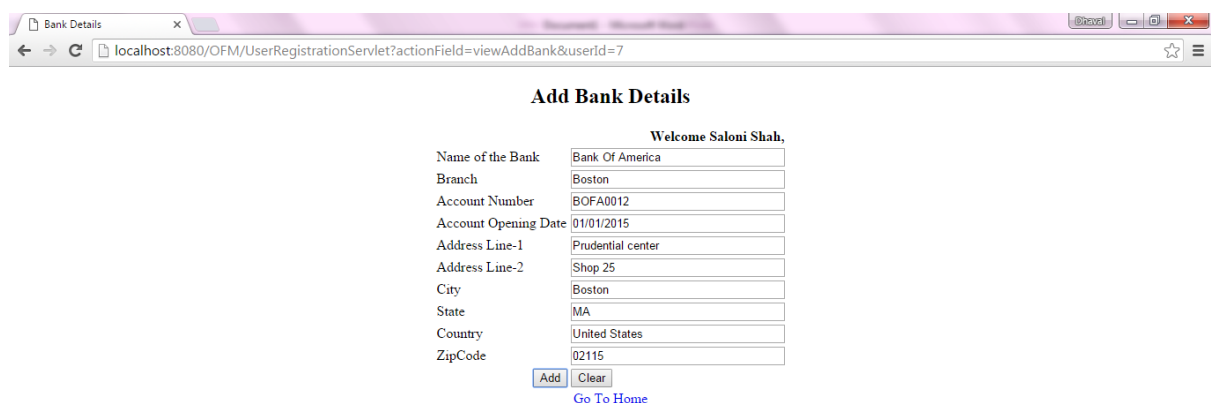 Bank Details
Dhaval
localhost:8080/OFM/UserRegistrationServlet?actionField=viewAddBank&userId=7
Add Bank Details
Welcome Saloni Shah,
Name of the Bank Bank Of America
Branch Boston
Account Number BOFA0012
Account Opening Date 01/01/2015
Address Line-1 Prudential center
Address Line-2 Shop 25
City Boston
State MA
Country United States
ZipCode 02115
Add Clear
Go To Home